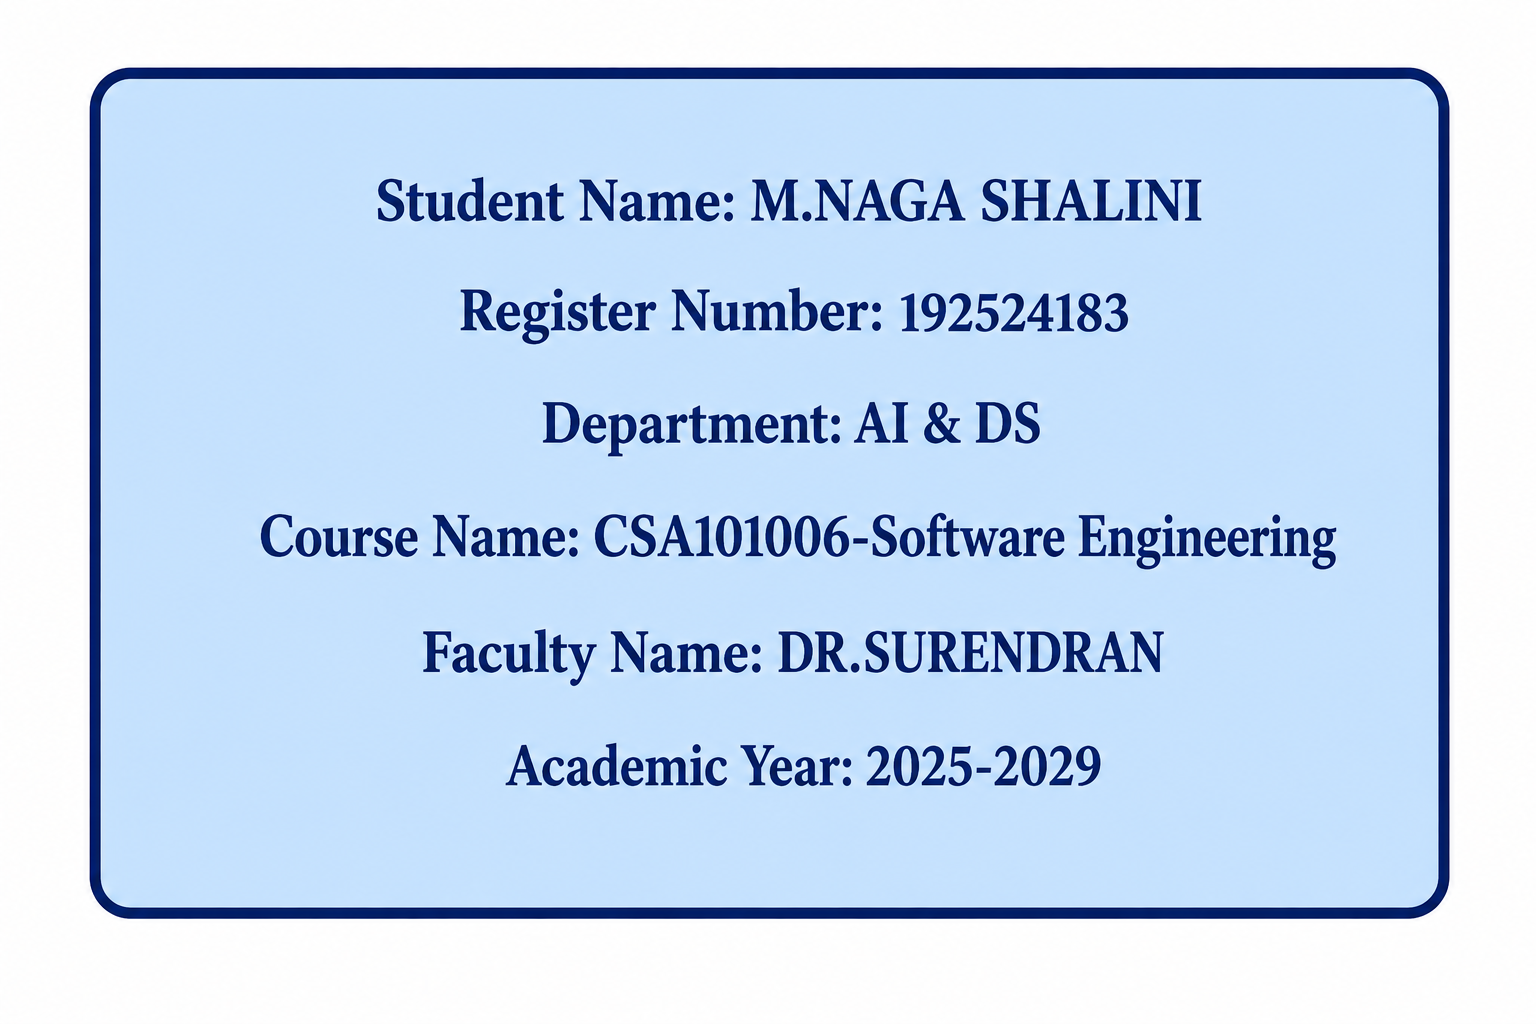 Student Name: M.NAGA SHALINI
Register Number: 192524183
Department: AI & DS
Course Name: CSA101006-Software Engineering
Faculty Name: DR.SURENDRAN
Academic Year: 2025-2029